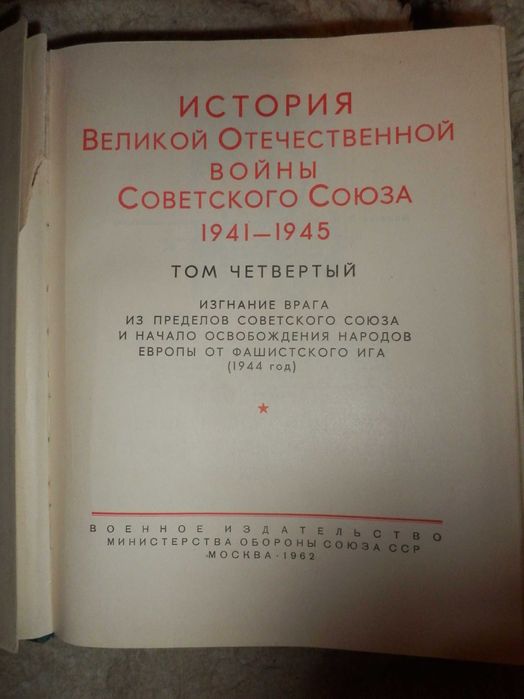 ИСТОРИЯ
ВЕЛИКОЙ ОТЕЧЕСТВЕННОЙ
ВОЙНЫ
СОВЕТСКОГО СОЮЗА
1941—1945
ТОМ ЧЕТВЕРТЫЙ
ИЗГНАНИЕ ВРАГА
ИЗ ПРЕДЕЛОВ СОВЕТСКОГО СОЮЗА
И НАЧАЛО ОСВОБОЖДЕНИЯ НАРОДОВ
ЕВРОПЫ ОТ ФАШИСТСКОГО ИГА
(1944 год)
ВОЕННОЕ ИЗДАТЕЛЬСТВО
МИНИСТЕРСТВА ОБОРОНЫ СОЮЗА ССР
МОСКВА · 1962